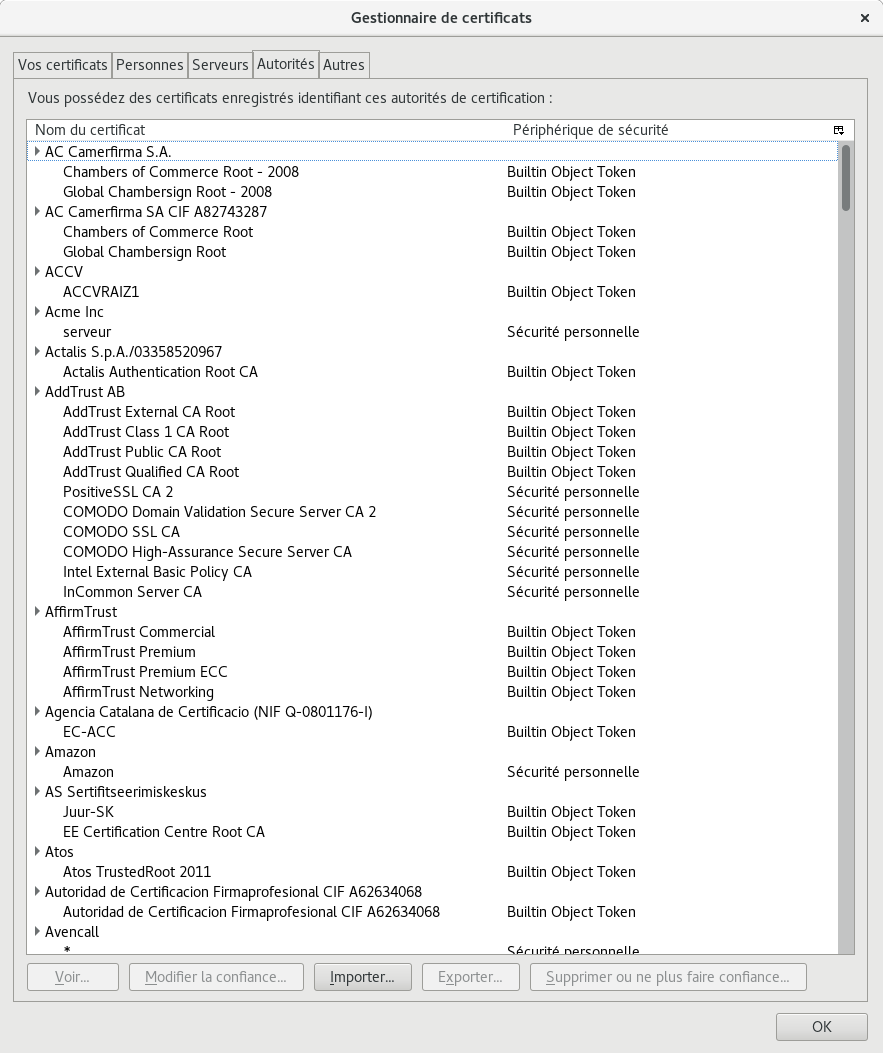 Gestionnaire de certificats
Vos certificats Personnes Serveurs Autorités Autres
Vous possédez des certificats enregistrés identifiant ces autorités de certification :
Nom du certificat Périphérique de sécurité
AC Camerfirma S.A.
Chambers of Commerce Root - 2008 Builtin Object Token
Global Chambersign Root - 2008 Builtin Object Token
AC Camerfirma SA CIF A82743287
Chambers of Commerce Root Builtin Object Token
Global Chambersign Root Builtin Object Token
ACCV
ACCVRAIZ1 Builtin Object Token
Acme Inc
serveur Sécurité personnelle
Actalis S.p.A./03358520967
Actalis Authentication Root CA Builtin Object Token
AddTrust AB
AddTrust External CA Root Builtin Object Token
AddTrust Class 1 CA Root Builtin Object Token
AddTrust Public CA Root Builtin Object Token
AddTrust Qualified CA Root Builtin Object Token
PositiveSSL CA 2 Sécurité personnelle
COMODO Domain Validation Secure Server CA 2 Sécurité personnelle
COMODO SSL CA Sécurité personnelle
COMODO High-Assurance Secure Server CA Sécurité personnelle
Intel External Basic Policy CA Sécurité personnelle
InCommon Server CA Sécurité personnelle
AffirmTrust
AffirmTrust Commercial Builtin Object Token
AffirmTrust Premium Builtin Object Token
AffirmTrust Premium ECC Builtin Object Token
AffirmTrust Networking Builtin Object Token
Agencia Catalana de Certificacio (NIF Q-0801176-I)
EC-ACC Builtin Object Token
Amazon
Amazon Sécurité personnelle
AS Sertifitseerimiskeskus
Juur-SK Builtin Object Token
EE Certification Centre Root CA Builtin Object Token
Atos
Atos TrustedRoot 2011 Builtin Object Token
Autoridad de Certificacion Firmaprofesional CIF A62634068
Autoridad de Certificacion Firmaprofesional CIF A62634068 Builtin Object Token
Avencall
* Sécurité personnelle
Voir... Modifier la confiance... Importer... Exporter... Supprimer ou ne plus faire confiance...
OK